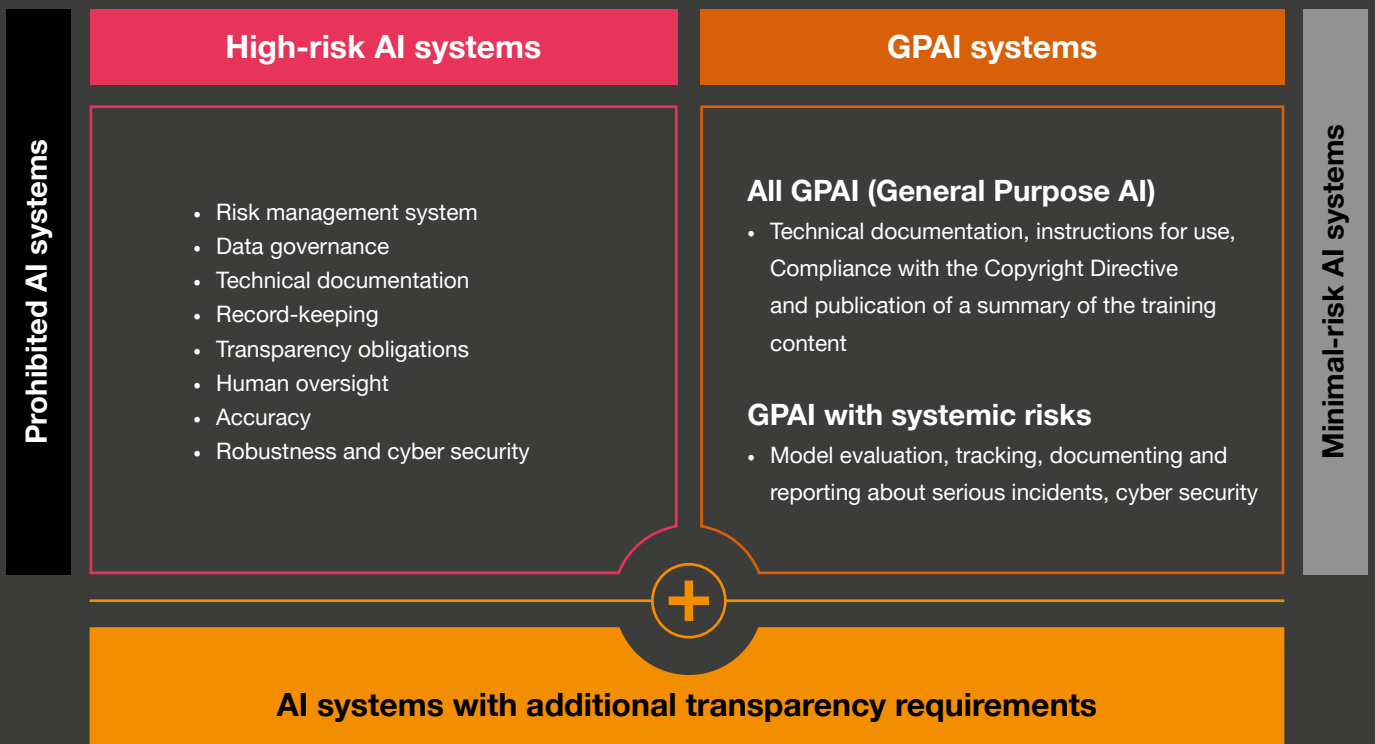 Prohibited AI systems
High-risk AI systems
• Risk management system
• Data governance
• Technical documentation
• Record-keeping
• Transparency obligations
• Human oversight
• Accuracy
• Robustness and cyber security
GPAI systems
All GPAI (General Purpose AI)
• Technical documentation, instructions for use,
Compliance with the Copyright Directive
and publication of a summary of the training
content
GPAI with systemic risks
• Model evaluation, tracking, documenting and
reporting about serious incidents, cyber security
Minimal-risk AI systems
+
AI systems with additional transparency requirements